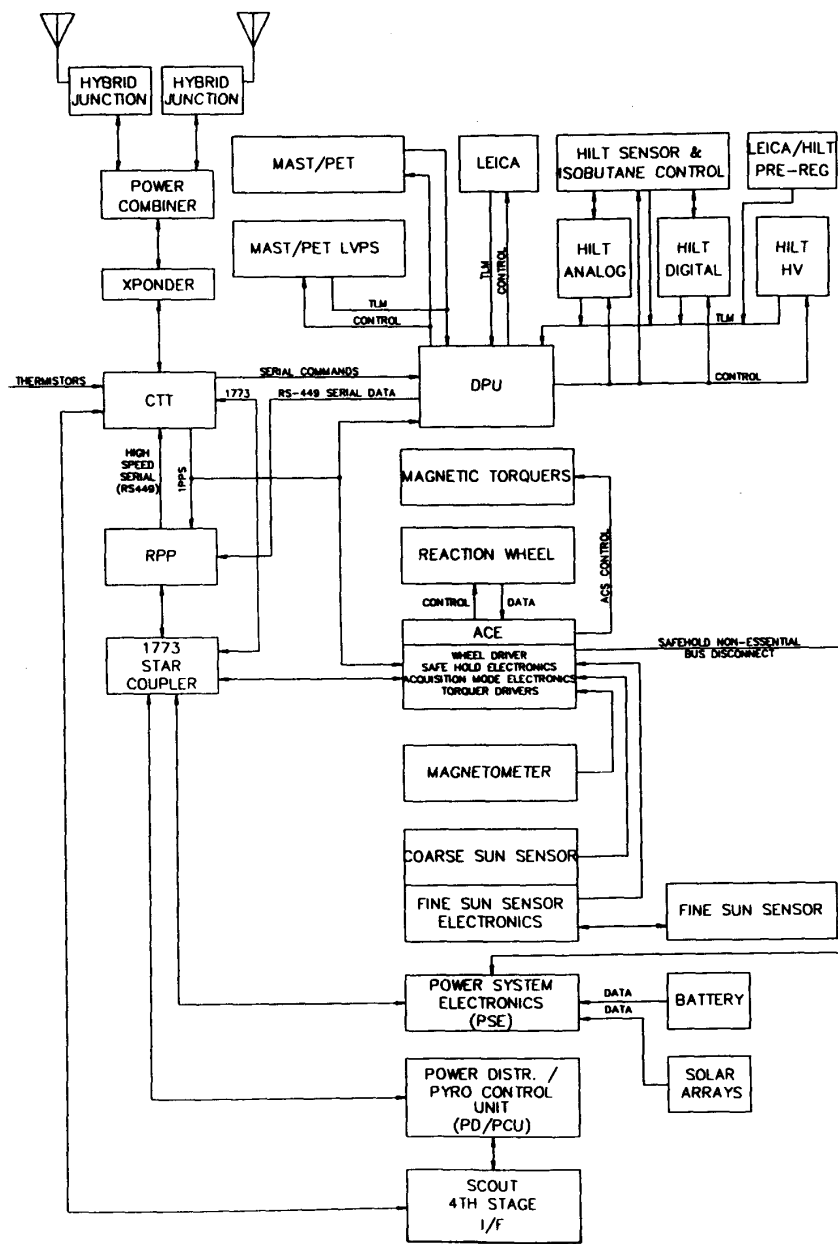 HYBRID
JUNCTION
HYBRID
JUNCTION
POWER
COMBINER
XPONDER
MAST/PET
MAST/PET LVPS
TLM
CONTROL
LEICA
TLM
CONTROL
HILT SENSOR &
ISOBUTANE CONTROL
LEICA/HILT
PRE-REG
HILT
ANALOG
HILT
DIGITAL
HILT
HV
TLM
THERMISTORS
CTT
SERIAL COMMANDS
1773
RS-449 SERIAL DATA
DPU
CONTROL
HIGH
SPEED
SERIAL
(RS449)
1PPS
MAGNETIC TORQUERS
RPP
REACTION WHEEL
ACS CONTROL
CONTROL
DATA
1773
STAR
COUPLER
ACE
WHEEL DRIVER
SAFE HOLD ELECTRONICS
ACQUISITION MODE ELECTRONICS
TORQUER DRIVERS
SAFEHOLD NON-ESSENTIAL
BUS DISCONNECT
MAGNETOMETER
COARSE SUN SENSOR
FINE SUN SENSOR
ELECTRONICS
FINE SUN SENSOR
POWER SYSTEM
ELECTRONICS
(PSE)
DATA
DATA
BATTERY
SOLAR
ARRAYS
POWER DISTR. /
PYRO CONTROL
UNIT
(PD/PCU)
SCOUT
4TH STAGE
I/F